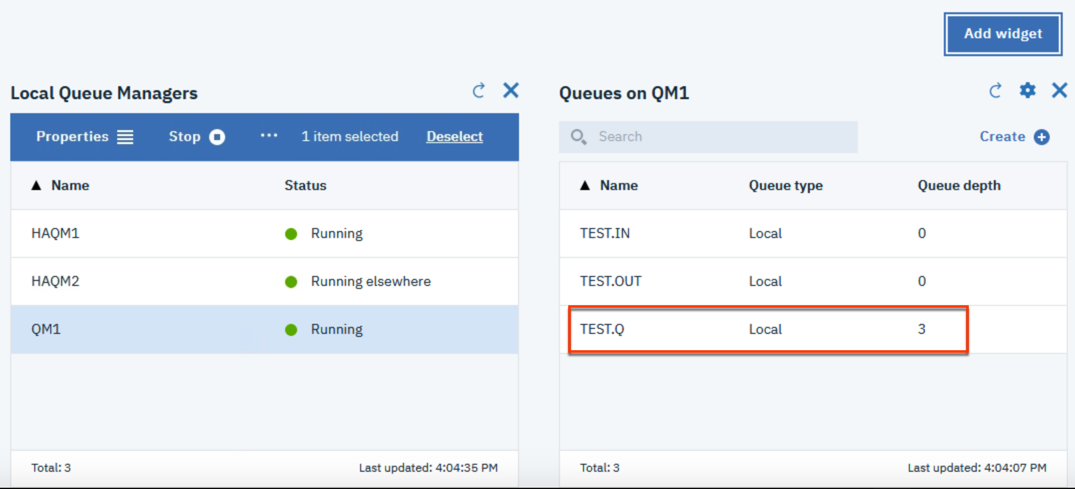 Add widget
Local Queue Managers
Properties Stop ··· 1 item selected Deselect
Name Status
HAQM1 Running
HAQM2 Running elsewhere
QM1 Running
Total: 3 Last updated: 4:04:35 PM
Queues on QM1
Search Create
Name Queue type Queue depth
TEST.IN Local 0
TEST.OUT Local 0
TEST.Q Local 3
Total: 3 Last updated: 4:04:07 PM